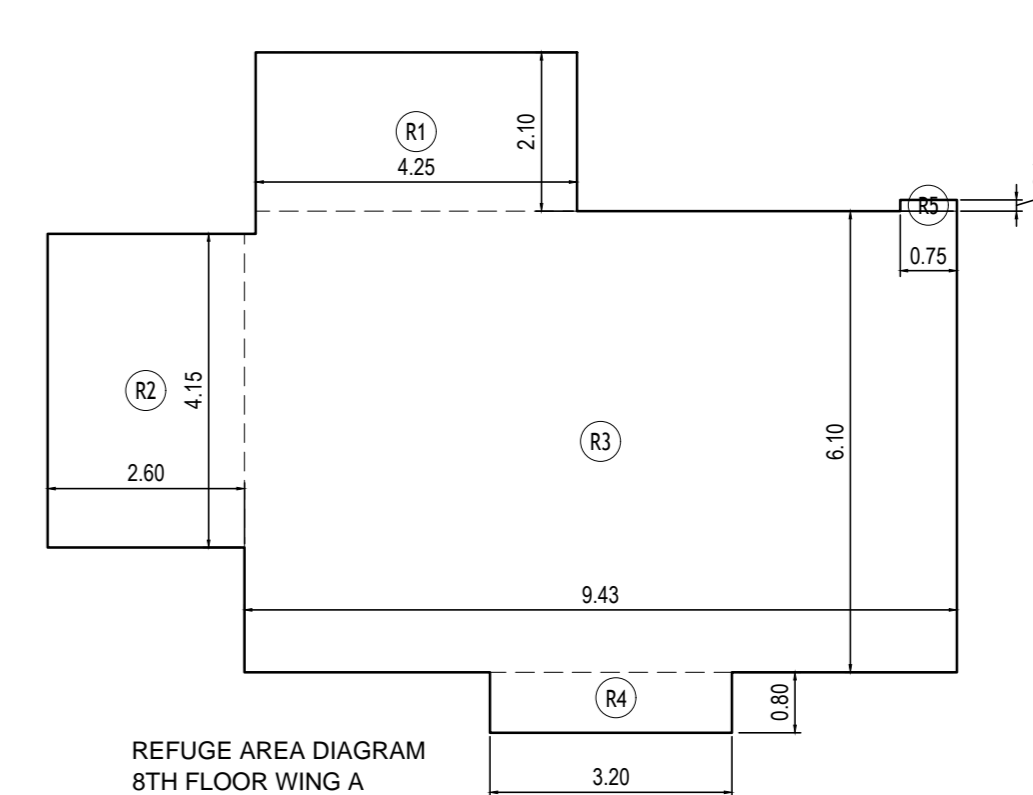 R1
4.25
2.10
R5
0.75
R2
4.15
2.60
R3
6.10
9.43
R4
0.80
3.20
REFUGE AREA DIAGRAM
8TH FLOOR WING A